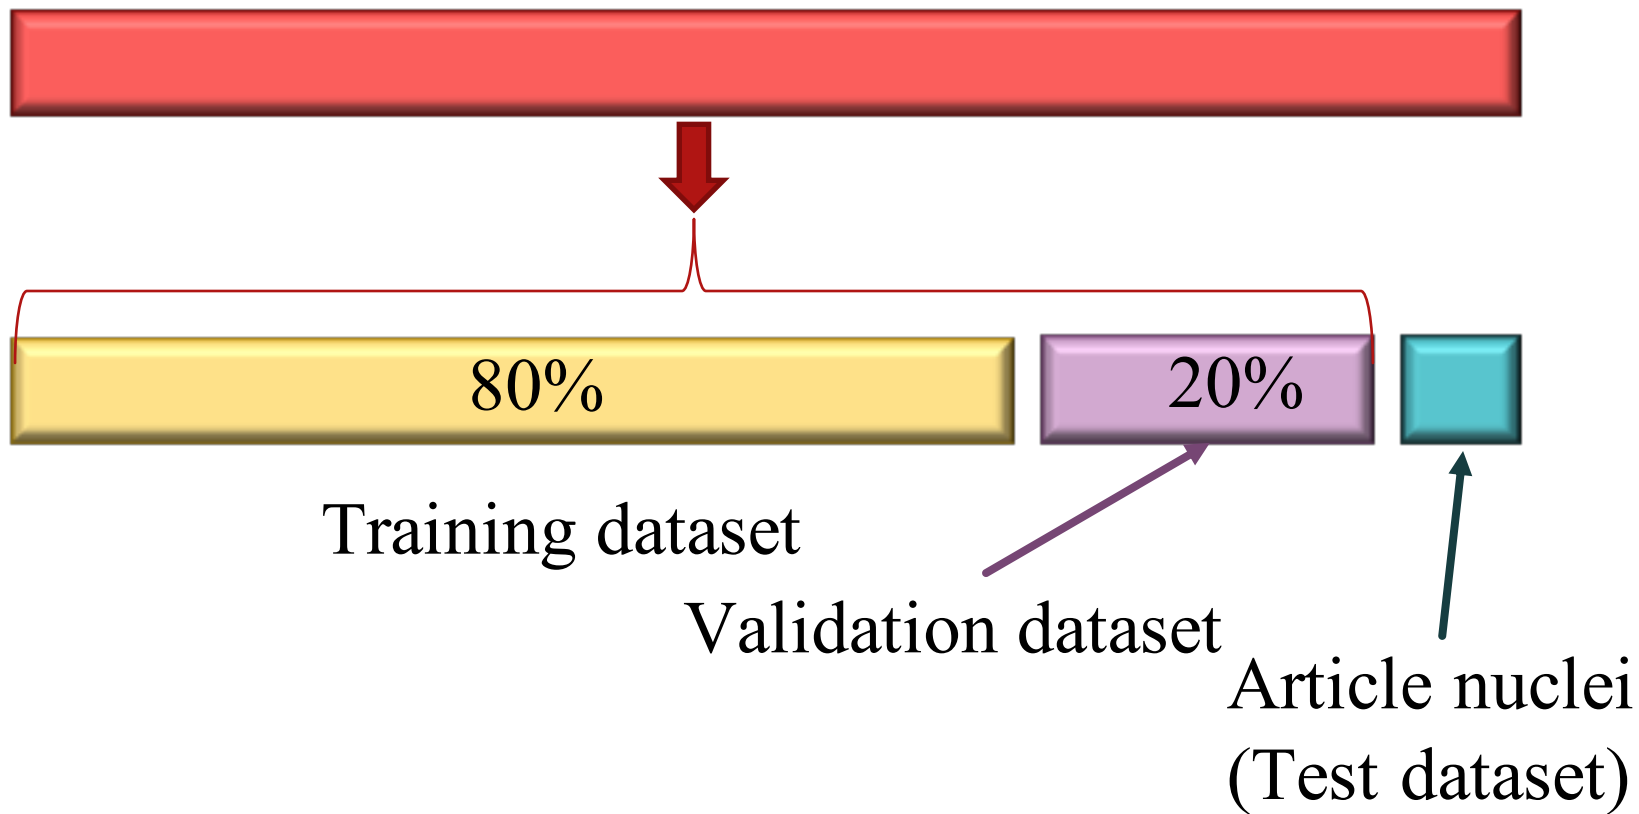 80%
20%
Training dataset
Validation dataset
Article nuclei
(Test dataset)